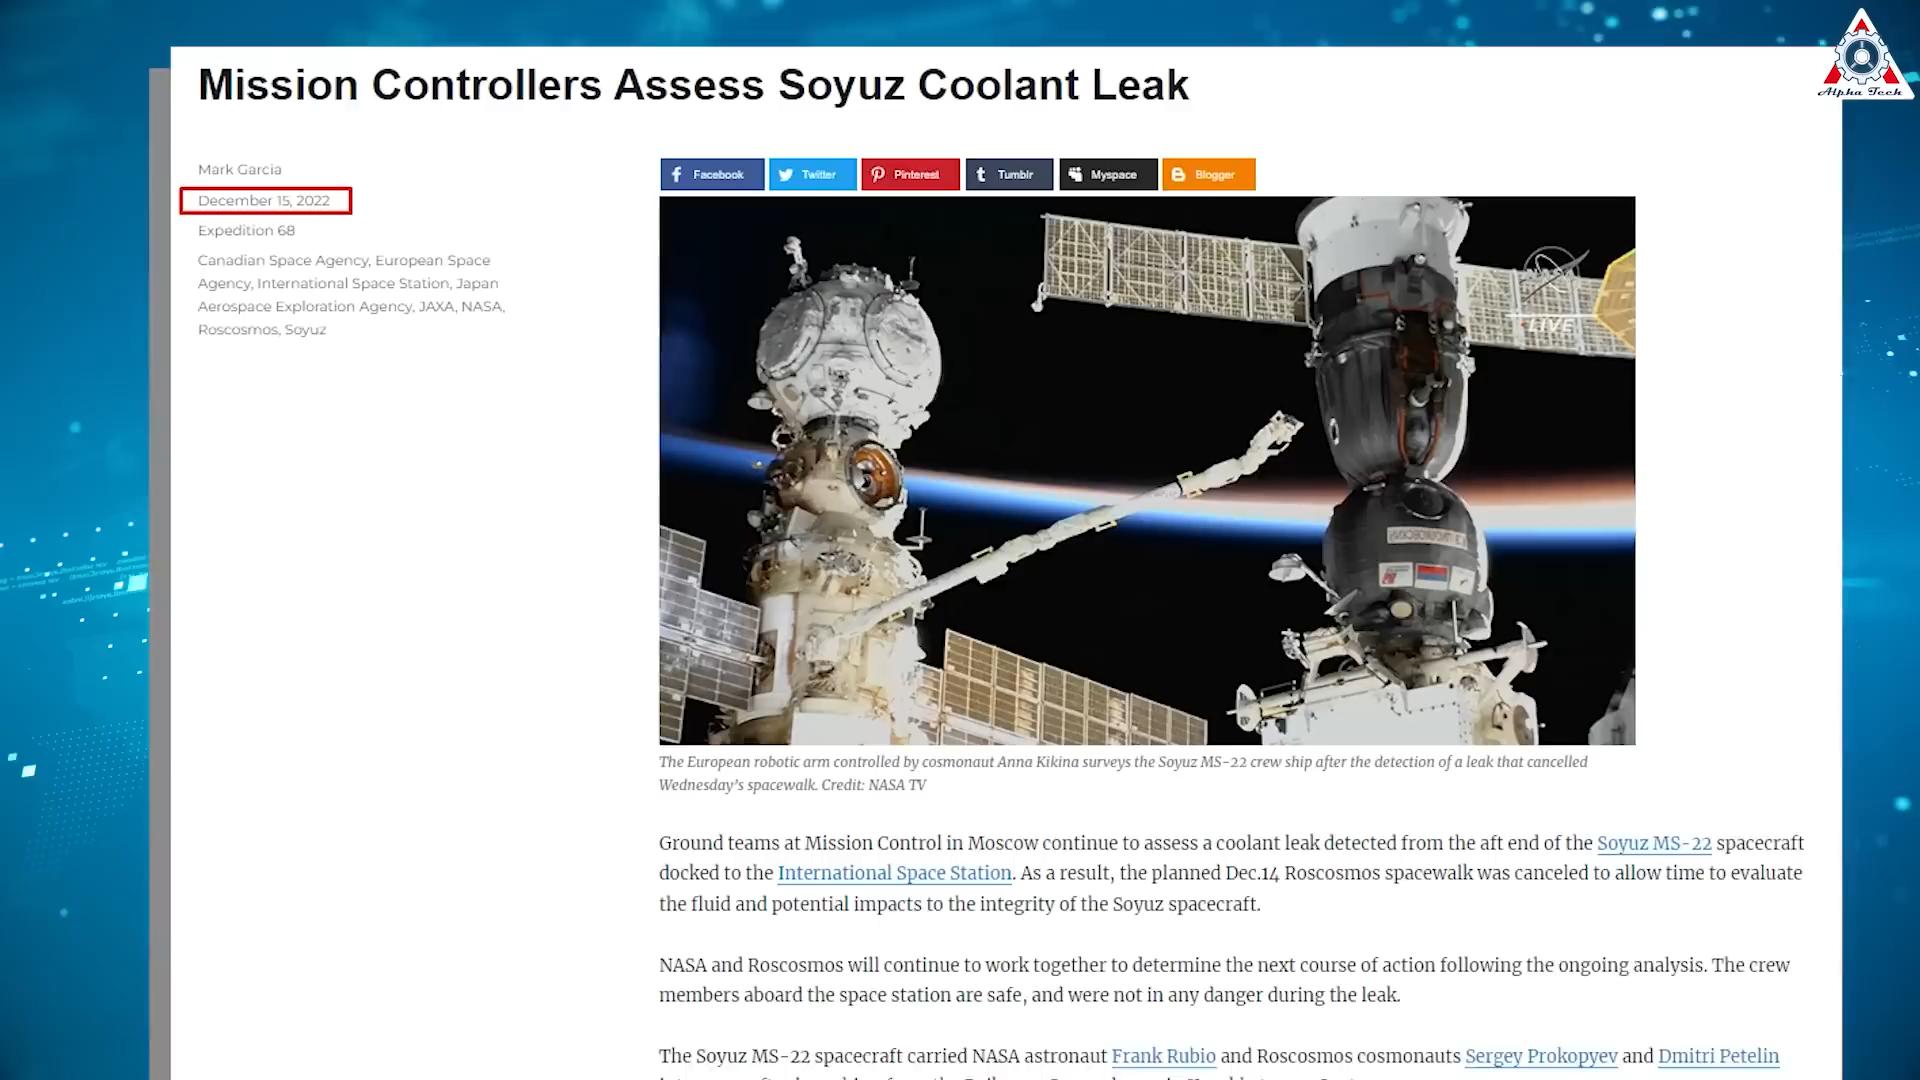 Alpha Tech
Mission Controllers Assess Soyuz Coolant Leak
Mark Garcia
December 15, 2022
Expedition 68
Canadian Space Agency, European Space
Agency, International Space Station, Japan
Aerospace Exploration Agency, JAXA, NASA,
Roscosmos, Soyuz
Facebook Twitter Pinterest Tumblr Myspace Blogger
NASA
LIVE
The European robotic arm controlled by cosmonaut Anna Kikina surveys the Soyuz MS-22 crew ship after the detection of a leak that cancelled
Wednesday's spacewalk. Credit: NASA TV
Ground teams at Mission Control in Moscow continue to assess a coolant leak detected from the aft end of the Soyuz MS-22 spacecraft
docked to the International Space Station. As a result, the planned Dec.14 Roscosmos spacewalk was canceled to allow time to evaluate
the fluid and potential impacts to the integrity of the Soyuz spacecraft.
NASA and Roscosmos will continue to work together to determine the next course of action following the ongoing analysis. The crew
members aboard the space station are safe, and were not in any danger during the leak.
The Soyuz MS-22 spacecraft carried NASA astronaut Frank Rubio and Roscosmos cosmonauts Sergey Prokopyev and Dmitri Petelin